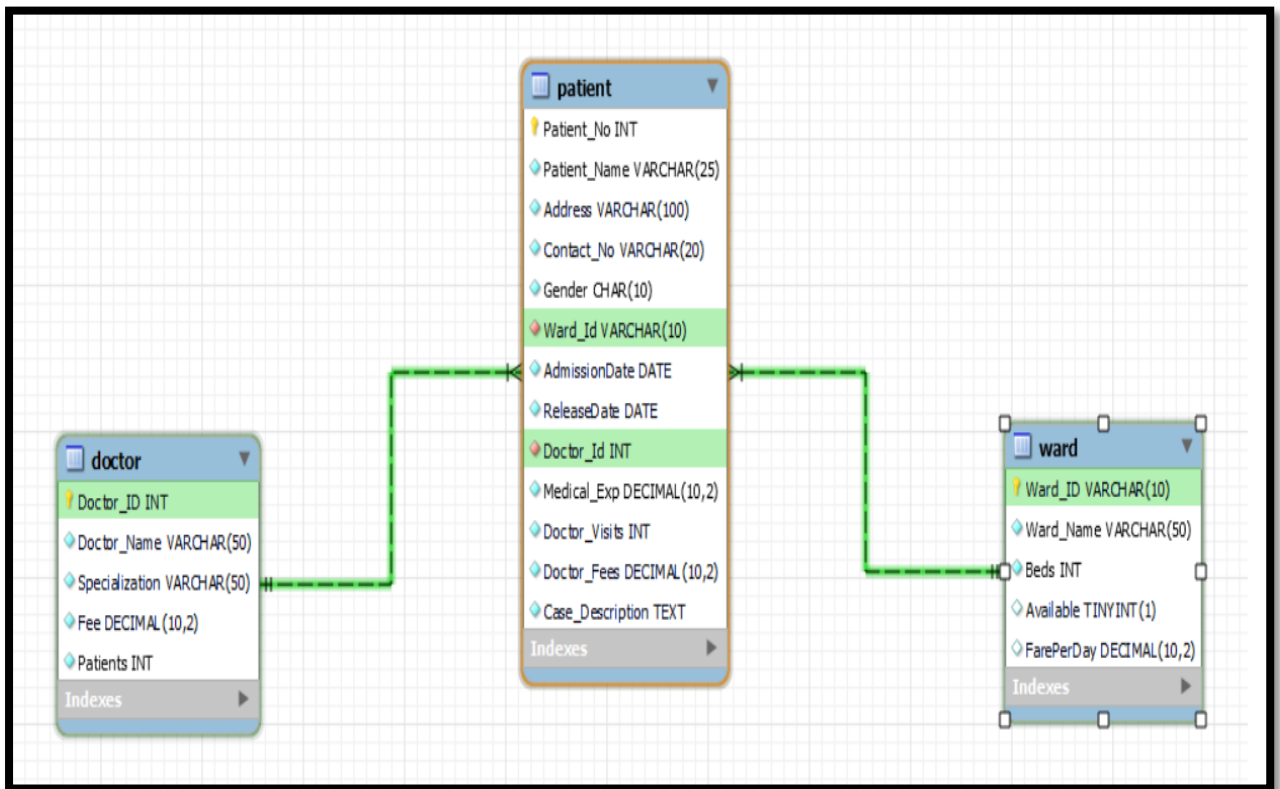 patient
Patient_No INT
Patient_Name VARCHAR(25)
Address VARCHAR(100)
Contact_No VARCHAR(20)
Gender CHAR(10)
Ward_Id VARCHAR(10)
AdmissionDate DATE
ReleaseDate DATE
Doctor_Id INT
Medical_Exp DECIMAL(10,2)
Doctor_Visits INT
Doctor_Fees DECIMAL(10,2)
Case_Description TEXT
Indexes
doctor
Doctor_ID INT
Doctor_Name VARCHAR(50)
Specialization VARCHAR(50)
Fee DECIMAL(10,2)
Patients INT
Indexes
ward
Ward_ID VARCHAR(10)
Ward_Name VARCHAR(50)
Beds INT
Available TINYINT(1)
FarePerDay DECIMAL(10,2)
Indexes